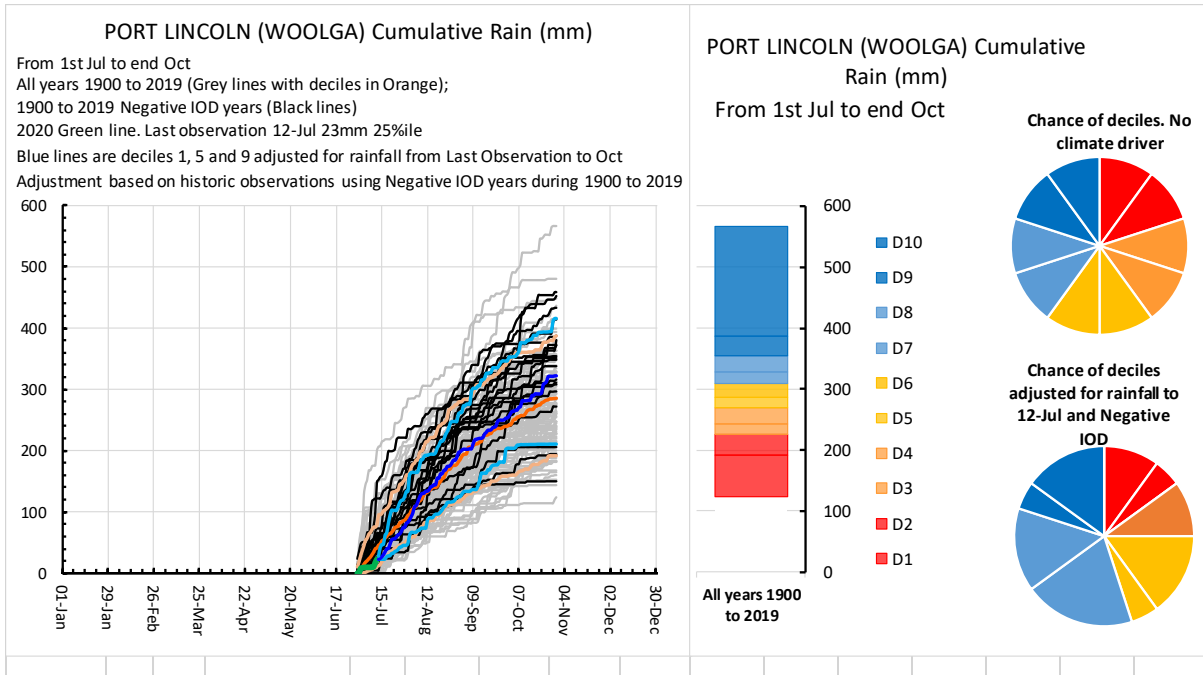 PORT LINCOLN (WOOLGA) Cumulative Rain (mm)
From 1st Jul to end Oct
All years 1900 to 2019 (Grey lines with deciles in Orange);
1900 to 2019 Negative IOD years (Black lines)
2020 Green line. Last observation 12-Jul 23mm 25%ile
Blue lines are deciles 1, 5 and 9 adjusted for rainfall from Last Observation to Oct
Adjustment based on historic observations using Negative IOD years during 1900 to 2019
600
500
400
300
200
100
0
01-Jan
29-Jan
26-Feb
25-Mar
22-Apr
20-May
17-Jun
15-Jul
12-Aug
09-Sep
07-Oct
04-Nov
02-Dec
30-Dec
PORT LINCOLN (WOOLGA) Cumulative
Rain (mm)
From 1st Jul to end Oct
600
500
400
300
200
100
0
All years 1900
to 2019
D10
D9
D8
D7
D6
D5
D4
D3
D2
D1
Chance of deciles. No
climate driver
Chance of deciles
adjusted for rainfall to
12-Jul and Negative
IOD